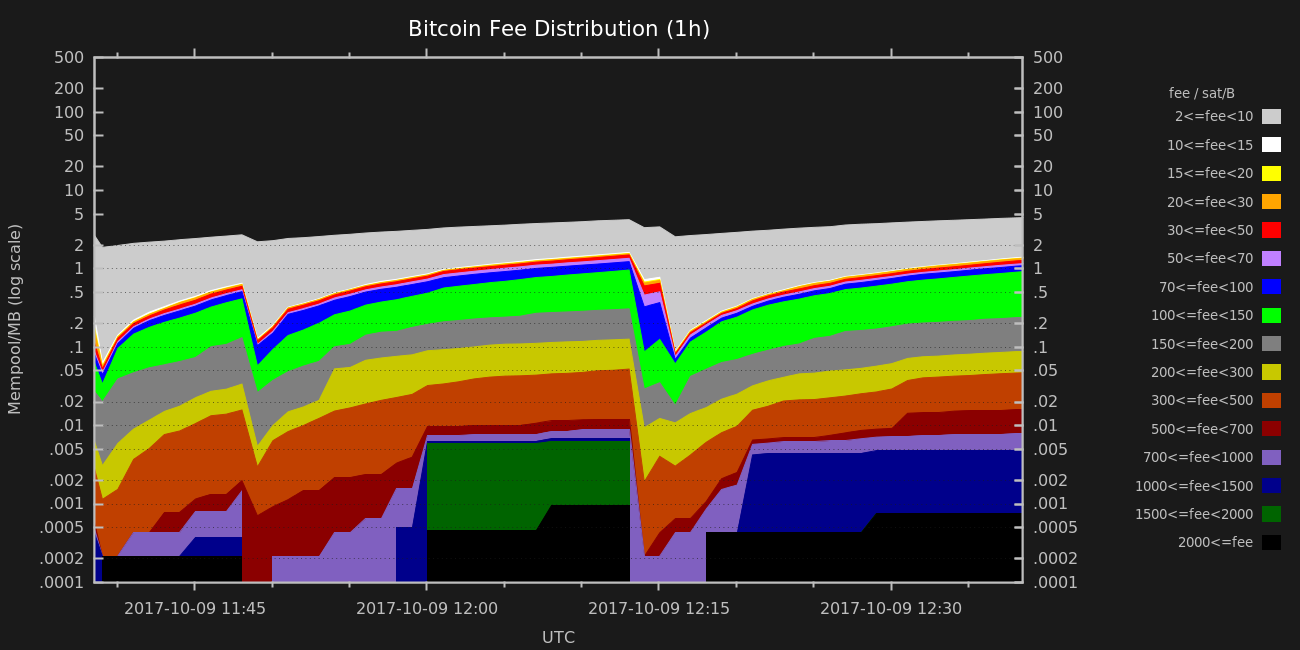 Bitcoin Fee Distribution (1h)
500 500
200 200
100 100
50 50
20 20
10 10
5 5
2 2
1 1
.5 .5
.2 .2
.1 .1
.05 .05
.02 .02
.01 .01
.005 .005
.002 .002
.001 .001
.0005 .0005
.0002 .0002
.0001 .0001
Mempool/MB (log scale)
2017-10-09 11:45 2017-10-09 12:00 2017-10-09 12:15 2017-10-09 12:30
UTC
fee / sat/B
2<=fee<10
10<=fee<15
15<=fee<20
20<=fee<30
30<=fee<50
50<=fee<70
70<=fee<100
100<=fee<150
150<=fee<200
200<=fee<300
300<=fee<500
500<=fee<700
700<=fee<1000
1000<=fee<1500
1500<=fee<2000
2000<=fee